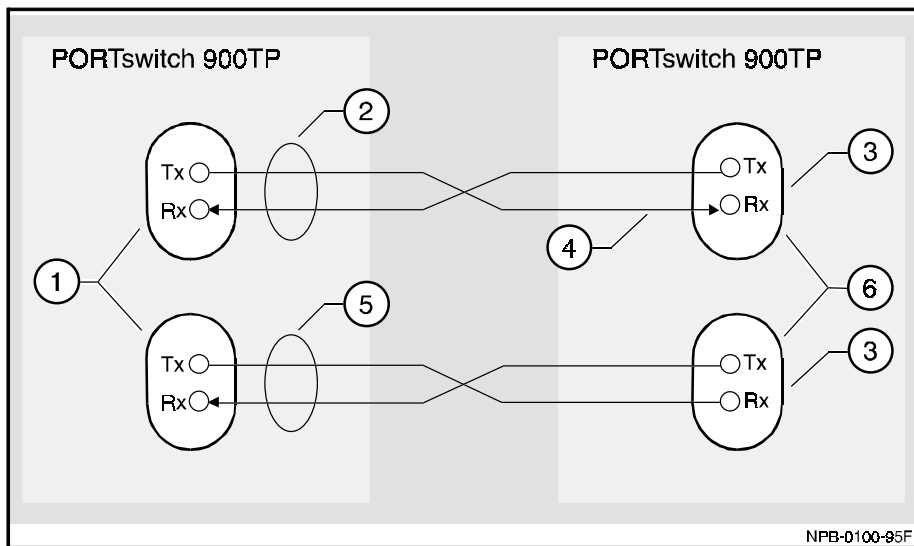 PORTswitch 900TP
PORTswitch 900TP
2
3
Tx
Tx
Rx
Rx
4
1
6
5
3
Tx
Tx
Rx
Rx
NPB-0100-95F